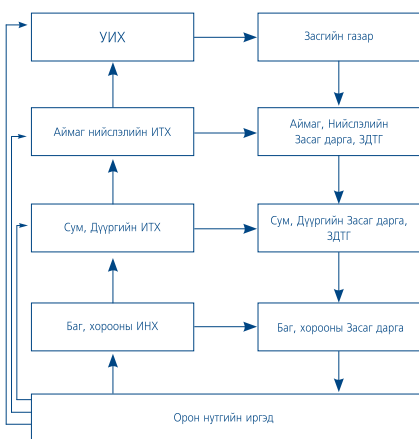 УИХ
Засгийн газар
Аймаг нийслэлийн ИТХ
Аймаг, Нийслэлийн
Засаг дарга, ЗДТГ
Сум, Дүүргийн ИТХ
Сум, Дүүргийн Засаг дарга,
ЗДТГ
Баг, хорооны ИНХ
Баг, хорооны Засаг дарга
Орон нутгийн иргэд